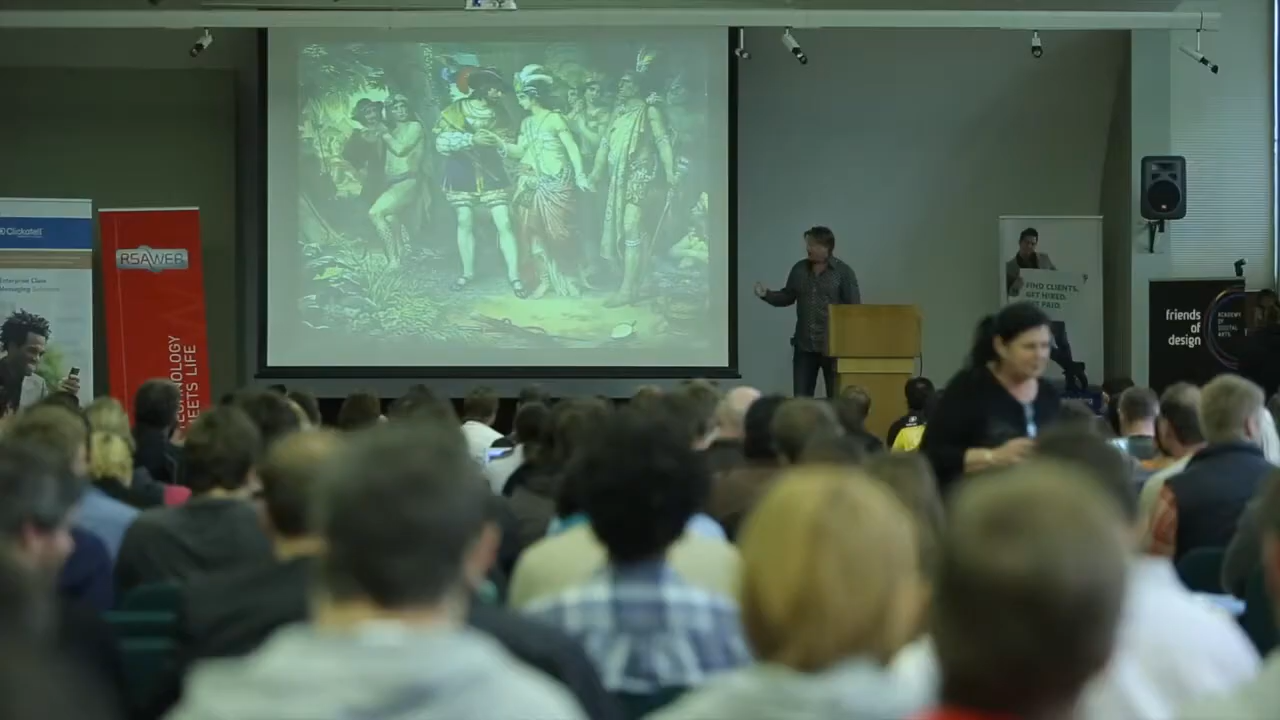 Clickatell
Enterprise Class
Messaging Solutions
RSAWEB
TECHNOLOGY
MEETS LIFE
FIND CLIENTS.
GET HIRED.
GET PAID.
friends
of
design
ACADEMY
OF
DIGITAL
ARTS